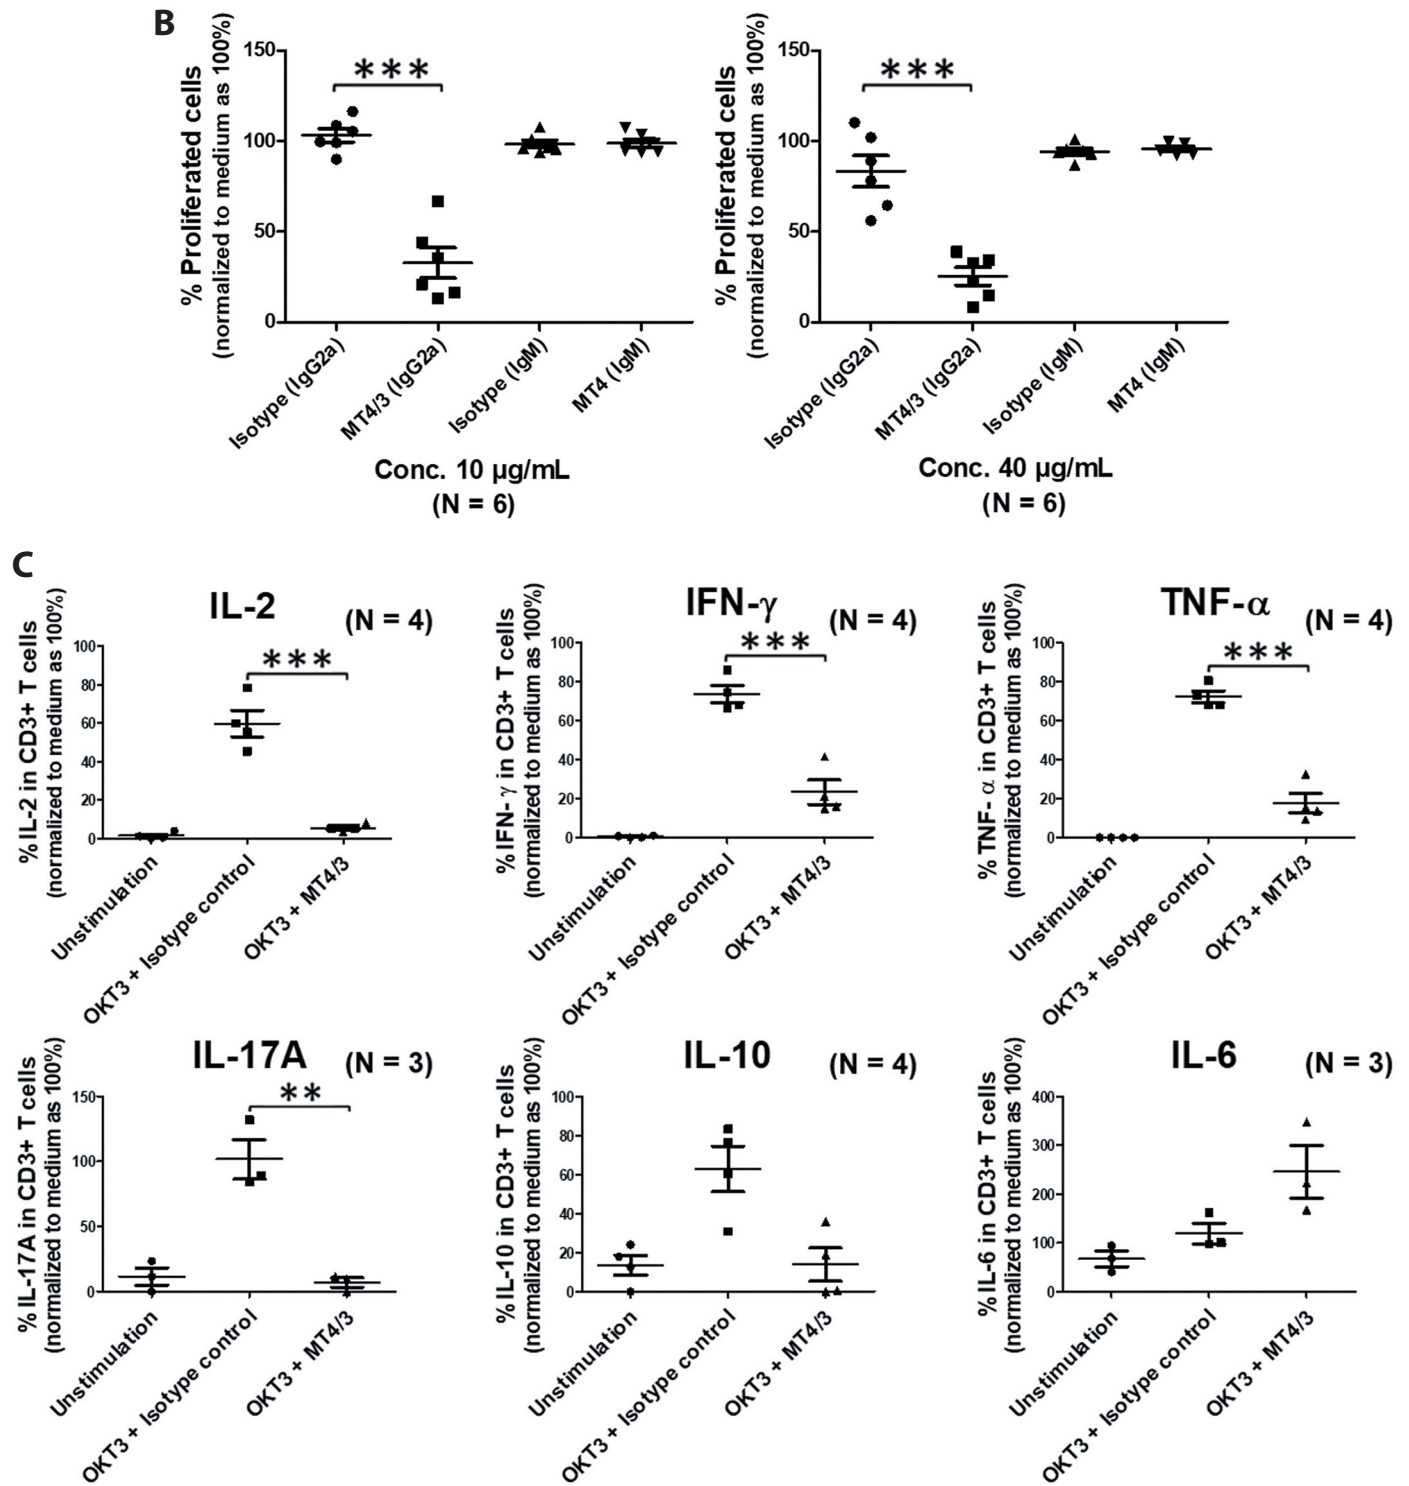 B
% Proliferated cells
(normalized to medium as 100%)
150
100
50
0
***
Isotype (IgG2a)
MT4/3 (IgG2a)
Isotype (IgM)
MT4 (IgM)
Conc. 10 µg/mL
(N = 6)
% Proliferated cells
(normalized to medium as 100%)
150
100
50
0
***
Isotype (IgG2a)
MT4/3 (IgG2a)
Isotype (IgM)
MT4 (IgM)
Conc. 40 µg/mL
(N = 6)
C
IL-2
(N = 4)
% IL-2 in CD3+ T cells
(normalized to medium as 100%)
100
80
60
40
20
0
***
Unstimulation
OKT3 + Isotype control
OKT3 + MT4/3
IFN-γ
(N = 4)
% IFN- γ in CD3+ T cells
(normalized to medium as 100%)
100
80
60
40
20
0
***
Unstimulation
OKT3 + Isotype control
OKT3 + MT4/3
TNF-α
(N = 4)
% TNF- α in CD3+ T cells
(normalized to medium as 100%)
100
80
60
40
20
0
***
Unstimulation
OKT3 + Isotype control
OKT3 + MT4/3
IL-17A
(N = 3)
% IL-17A in CD3+ T cells
(normalized to medium as 100%)
150
100
50
0
**
Unstimulation
OKT3 + Isotype control
OKT3 + MT4/3
IL-10
(N = 4)
% IL-10 in CD3+ T cells
(normalized to medium as 100%)
100
80
60
40
20
0
Unstimulation
OKT3 + Isotype control
OKT3 + MT4/3
IL-6
(N = 3)
% IL-6 in CD3+ T cells
(normalized to medium as 100%)
400
300
200
100
0
Unstimulation
OKT3 + Isotype control
OKT3 + MT4/3